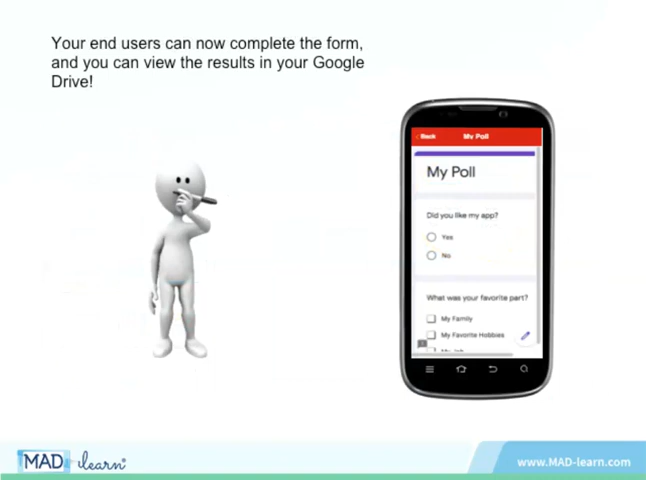 Your end users can now complete the form,
and you can view the results in your Google
Drive!
Back My Poll
My Poll
Did you like my app?
Yes
No
What was your favorite part?
My Family
My Favorite Hobbies
My Job
MAD learn
www.MAD-learn.com